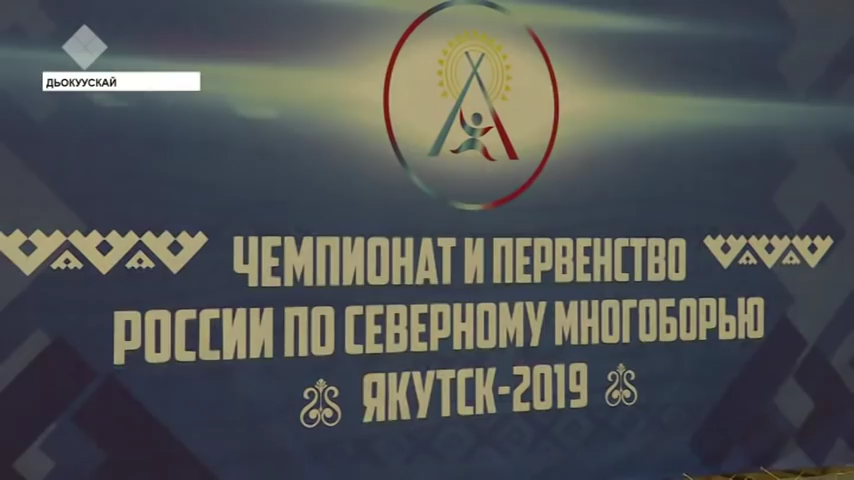 ДЬОКУУСКАЙ
ЧЕМПИОНАТ И ПЕРВЕНСТВО
РОССИИ ПО СЕВЕРНОМУ МНОГОБОРЬЮ
ЯКУТСК-2019